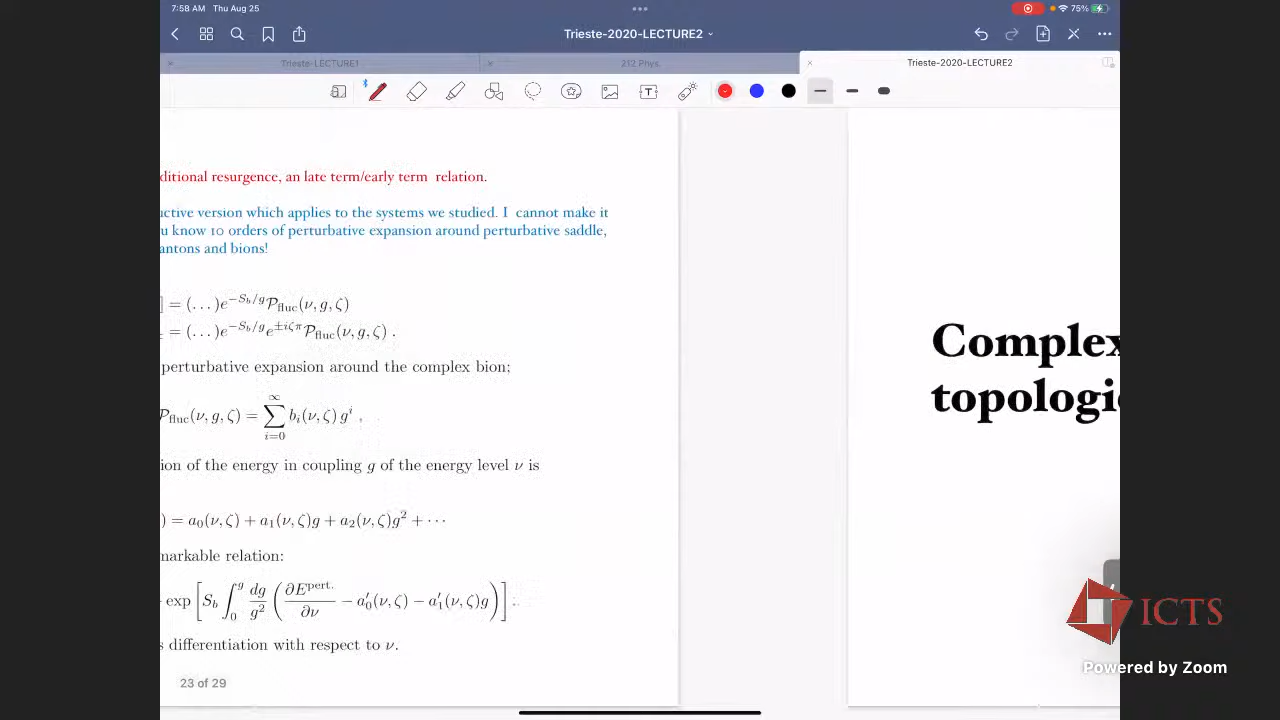 7:58 AM Thu Aug 25
75%
Trieste-2020-LECTURE2
Trieste-LECTURE1
212 Phys.
Trieste-2020-LECTURE2
ditional resurgence, an late term/early term relation.
uctive version which applies to the systems we studied. I cannot make it
u know 10 orders of perturbative expansion around perturbative saddle,
antons and bions!
] = (...)e^{-S_b/g} 𝒫_fluc(ν, g, ζ)
± = (...)e^{-S_b/g} e^{±iζπ} 𝒫_fluc(ν, g, ζ) .
perturbative expansion around the complex bion;
𝒫_fluc(ν, g, ζ) = ∑_{i=0}^{∞} b_i(ν, ζ) g^i ,
ion of the energy in coupling g of the energy level ν is
) = a_0(ν, ζ) + a_1(ν, ζ)g + a_2(ν, ζ)g^2 + ···
markable relation:
exp [ S_b ∫_0^g dg/g^2 ( ∂E^{pert.}/∂ν − a_0′(ν, ζ) − a_1′(ν, ζ)g ) ] .
s differentiation with respect to ν.
23 of 29
Complex
topologi
ICTS
Powered by Zoom